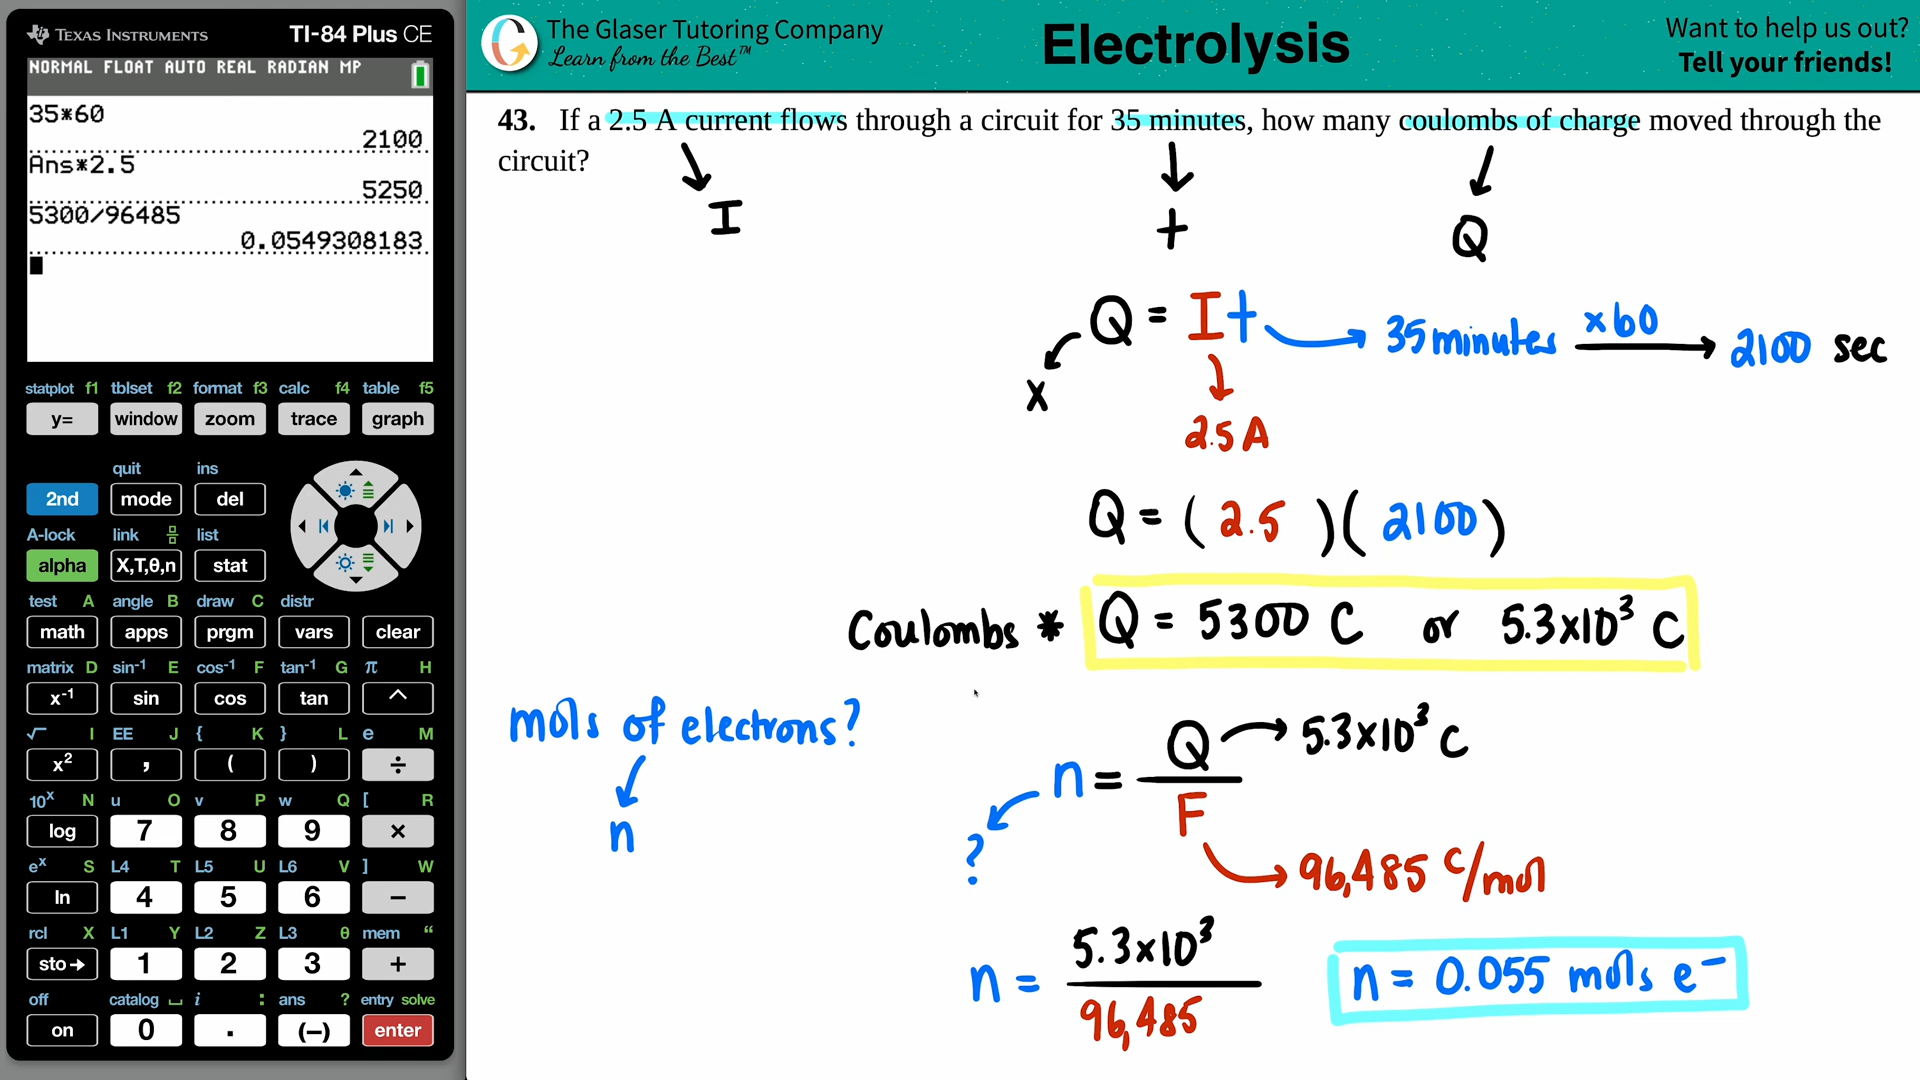 TEXAS INSTRUMENTS TI-84 Plus CE
NORMAL FLOAT AUTO REAL RADIAN MP
35*60
2100
Ans*2.5
5250
5300/96485
0.0549308183
statplot f1 tblset f2 format f3 calc f4 table f5
y= window zoom trace graph
quit ins
2nd mode del
A-lock link list
alpha X,T,θ,n stat
test A angle B draw C distr
math apps prgm vars clear
matrix D sin-1 E cos-1 F tan-1 G π H
x-1 sin cos tan ^
√ I EE J { K } L e M
x² , ( ) ÷
10x N u O v P w Q [ R
log 7 8 9 ×
ex S L4 T L5 U L6 V ] W
ln 4 5 6 −
rcl X L1 Y L2 Z L3 θ mem “
sto→ 1 2 3 +
off catalog ⎵ i : ans ? entry solve
on 0 . (−) enter
The Glaser Tutoring Company
Learn from the Best™
Electrolysis
Want to help us out?
Tell your friends!
43. If a 2.5 A current flows through a circuit for 35 minutes, how many coulombs of charge moved through the
circuit?
I t Q
Q = It → 35 minutes ×60 → 2100 sec
x
2.5 A
Q = ( 2.5 )( 2100 )
Coulombs * Q = 5300 C or 5.3×10³ C
mols of electrons?
n
n = Q → 5.3×10³ C
F
?
96,485 C/mol
n = 5.3×10³
96,485
n = 0.055 mols e⁻